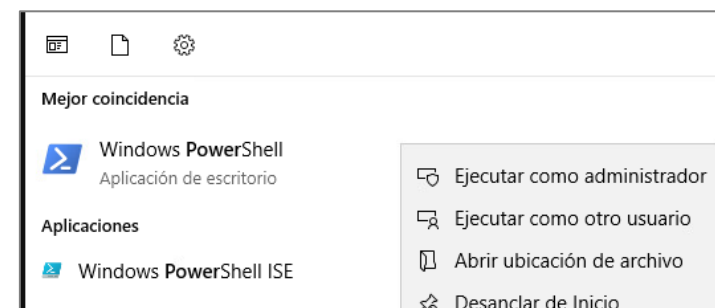 Mejor coincidencia
Windows PowerShell
Aplicación de escritorio
Aplicaciones
Windows PowerShell ISE
Ejecutar como administrador
Ejecutar como otro usuario
Abrir ubicación de archivo
Desanclar de Inicio